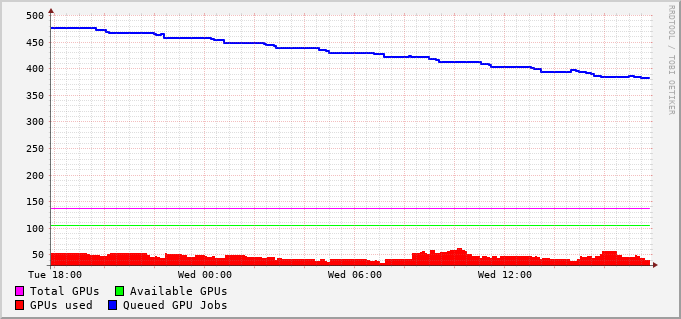 500
450
400
350
300
250
200
150
100
50
Tue 18:00 Wed 00:00 Wed 06:00 Wed 12:00
Total GPUs Available GPUs
GPUs used Queued GPU Jobs
RRDTOOL / TOBI OETIKER